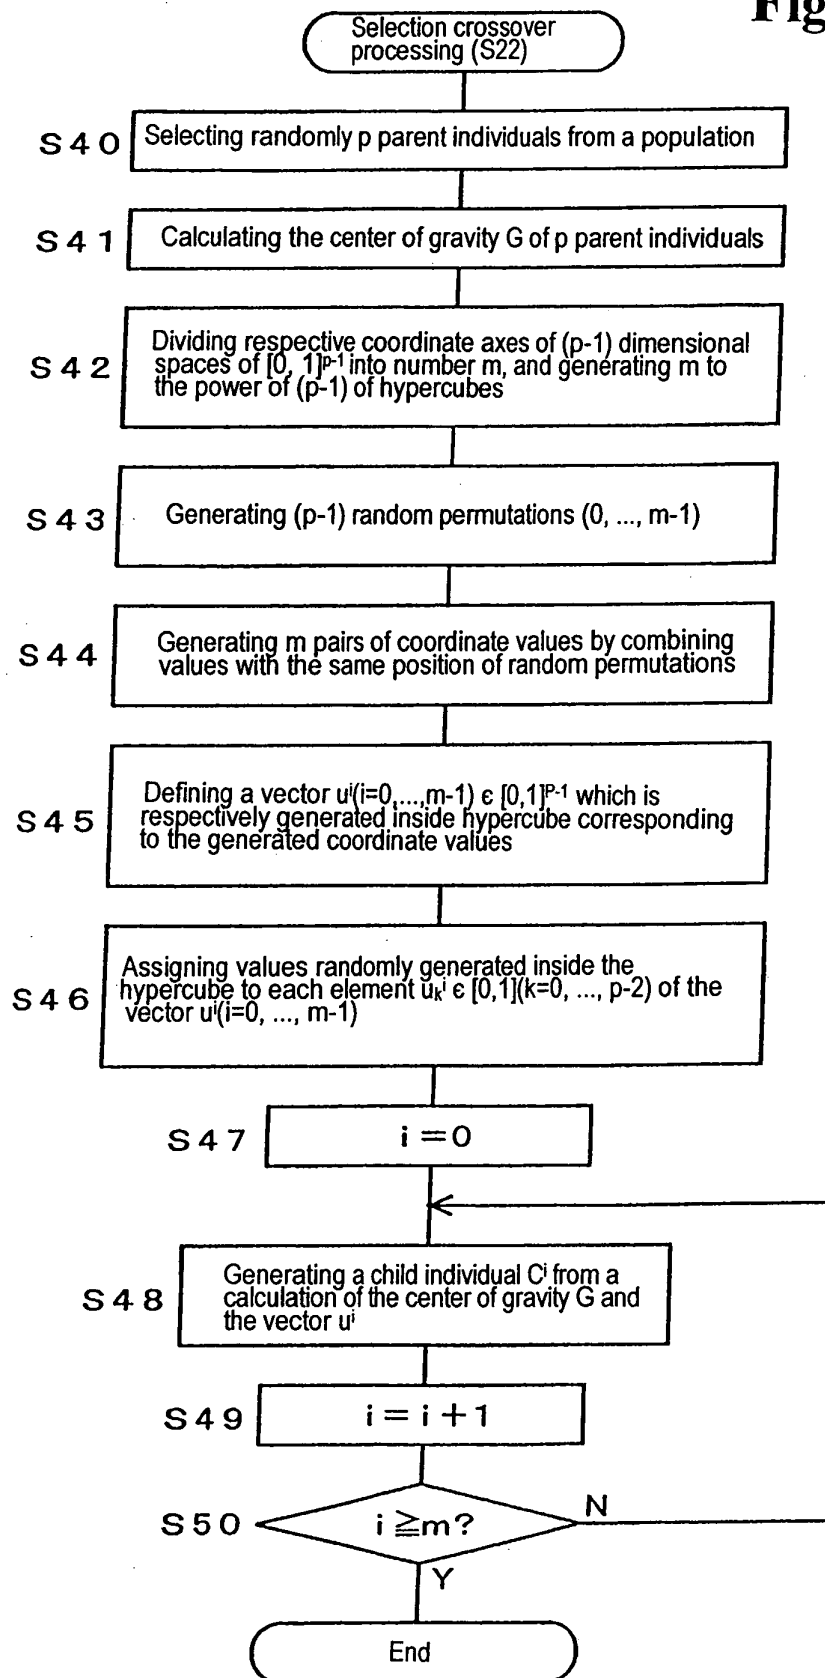 Fig
Selection crossover
processing (S22)
S40
Selecting randomly p parent individuals from a population
S41
Calculating the center of gravity G of p parent individuals
S42
Dividing respective coordinate axes of (p-1) dimensional
spaces of [0, 1]ᵖ⁻¹ into number m, and generating m to
the power of (p-1) of hypercubes
S43
Generating (p-1) random permutations (0, ..., m-1)
S44
Generating m pairs of coordinate values by combining
values with the same position of random permutations
S45
Defining a vector uⁱ(i=0,...,m-1) ϵ [0,1]ᵖ⁻¹ which is
respectively generated inside hypercube corresponding
to the generated coordinate values
S46
Assigning values randomly generated inside the
hypercube to each element uₖⁱ ϵ [0,1](k=0, ..., p-2) of the
vector uⁱ(i=0, ..., m-1)
S47
i=0
S48
Generating a child individual Cⁱ from a
calculation of the center of gravity G and
the vector uⁱ
S49
i=i+1
S50
i≧m?
N
Y
End